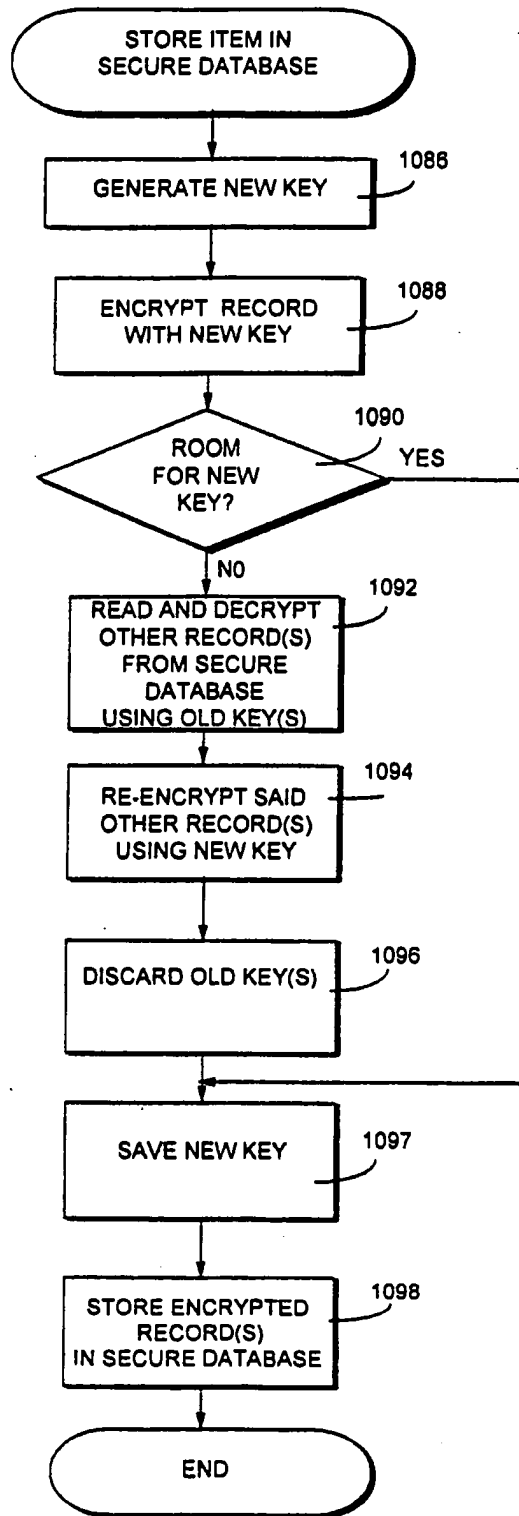 STORE ITEM IN
SECURE DATABASE
1086
GENERATE NEW KEY
1088
ENCRYPT RECORD
WITH NEW KEY
1090
ROOM
FOR NEW
KEY?
YES
NO
1092
READ AND DECRYPT
OTHER RECORD(S)
FROM SECURE
DATABASE
USING OLD KEY(S)
1094
RE-ENCRYPT SAID
OTHER RECORD(S)
USING NEW KEY
1096
DISCARD OLD KEY(S)
SAVE NEW KEY
1097
1098
STORE ENCRYPTED
RECORD(S)
IN SECURE DATABASE
END